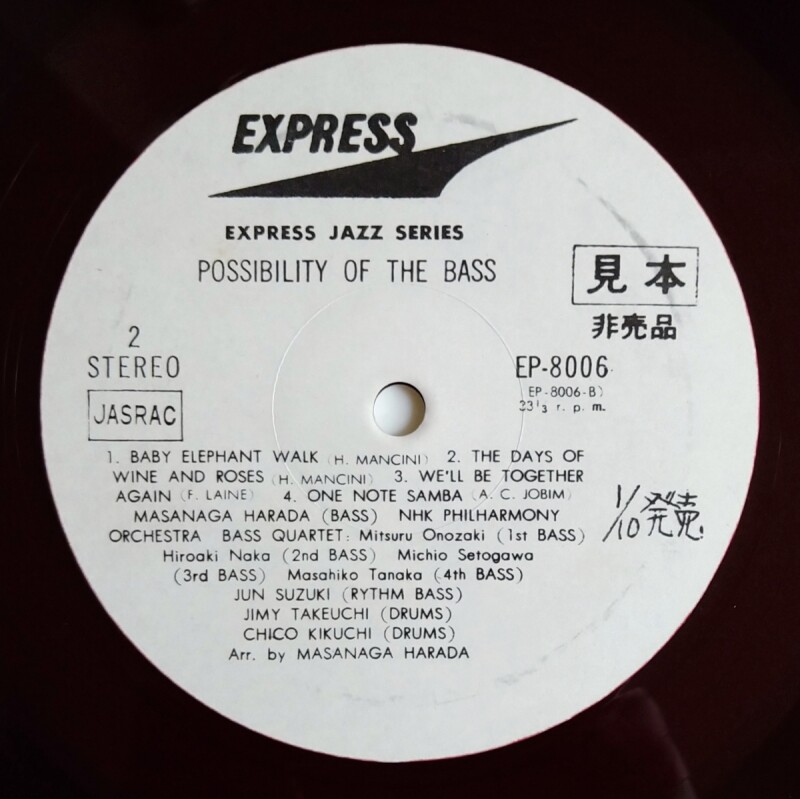 EXPRESS
EXPRESS JAZZ SERIES
POSSIBILITY OF THE BASS
見本
非売品
2
STEREO
JASRAC
EP-8006
(EP-8006-B)
33⅓ r. p. m.
1. BABY ELEPHANT WALK (H. MANCINI) 2. THE DAYS OF
WINE AND ROSES (H. MANCINI) 3. WE'LL BE TOGETHER
AGAIN (F. LAINE) 4. ONE NOTE SAMBA (A. C. JOBIM)
MASANAGA HARADA (BASS) NHK PHILHARMONY
ORCHESTRA BASS QUARTET: Mitsuru Onozaki (1st BASS)
Hiroaki Naka (2nd BASS) Michio Setogawa
(3rd BASS) Masahiko Tanaka (4th BASS)
JUN SUZUKI (RYTHM BASS)
JIMY TAKEUCHI (DRUMS)
CHICO KIKUCHI (DRUMS)
Arr. by MASANAGA HARADA
1/10 発売